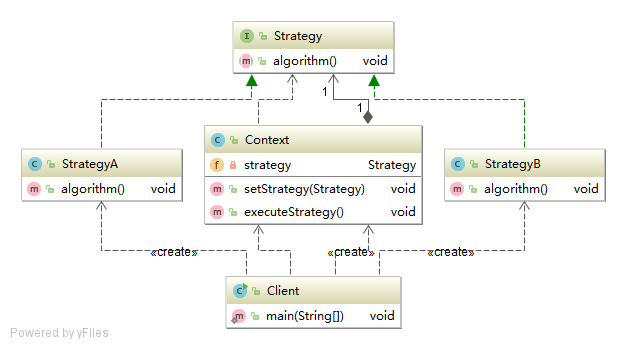 Strategy
algorithm() void
1
1
StrategyA
algorithm() void
Context
strategy Strategy
setStrategy(Strategy) void
executeStrategy() void
StrategyB
algorithm() void
«create»
«create»
«create»
Client
main(String[]) void
Powered by yFiles